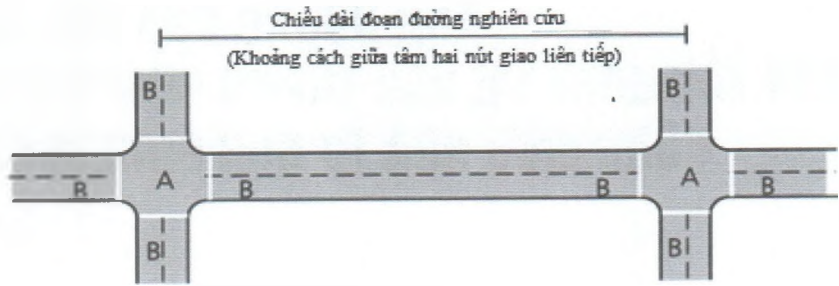 Chiều dài đoạn đường nghiên cứu
(Khoảng cách giữa tâm hai nút giao liên tiếp)
B B
B A B B A B
B B